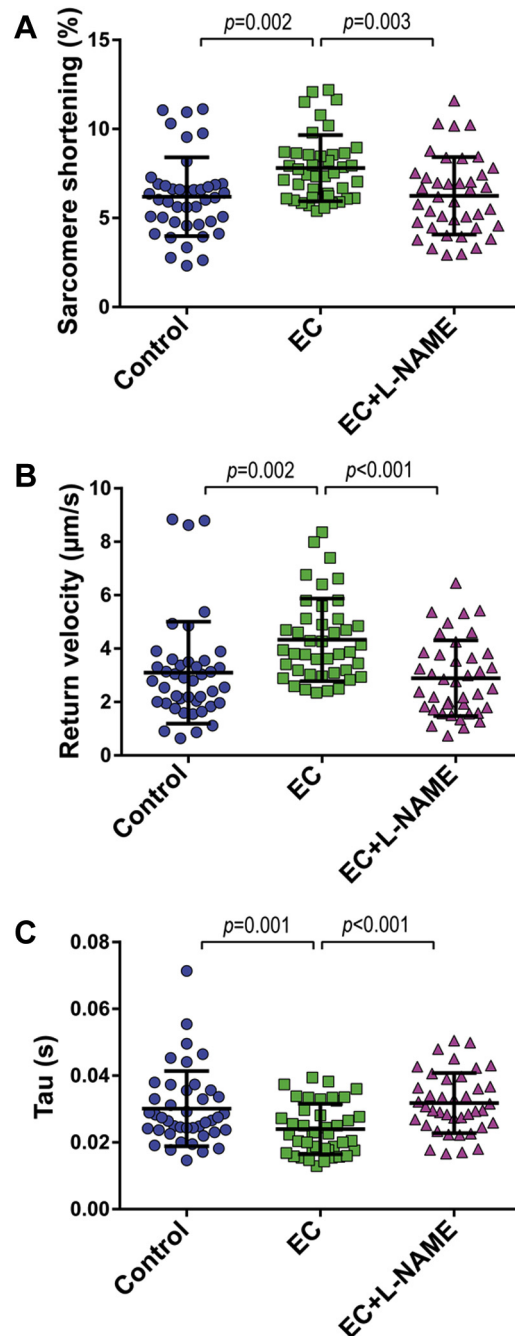 A
Sarcomere shortening (%)
p=0.002 p=0.003
15
10
5
0
Control EC EC+L-NAME
B
Return velocity (µm/s)
p=0.002 p<0.001
10
8
6
4
2
0
Control EC EC+L-NAME
C
Tau (s)
p=0.001 p<0.001
0.08
0.06
0.04
0.02
0.00
Control EC EC+L-NAME